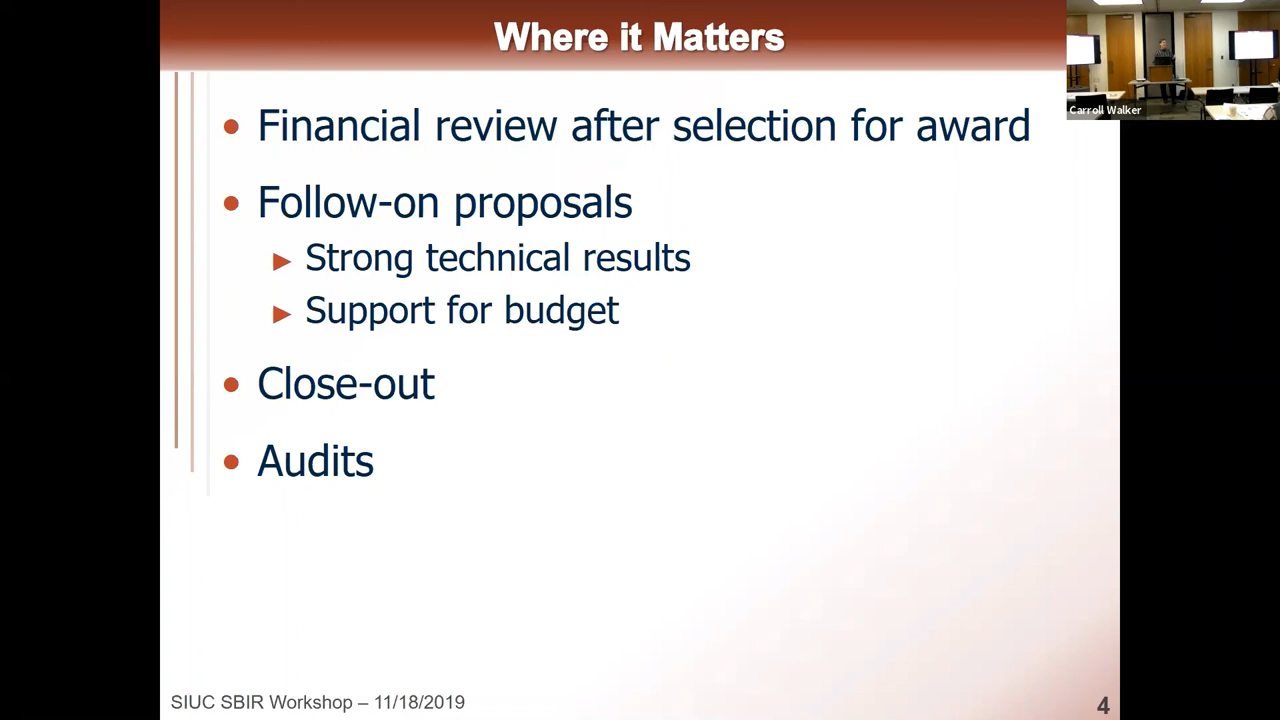 Where it Matters
Carroll Walker
• Financial review after selection for award
• Follow-on proposals
► Strong technical results
► Support for budget
• Close-out
• Audits
SIUC SBIR Workshop – 11/18/2019
4